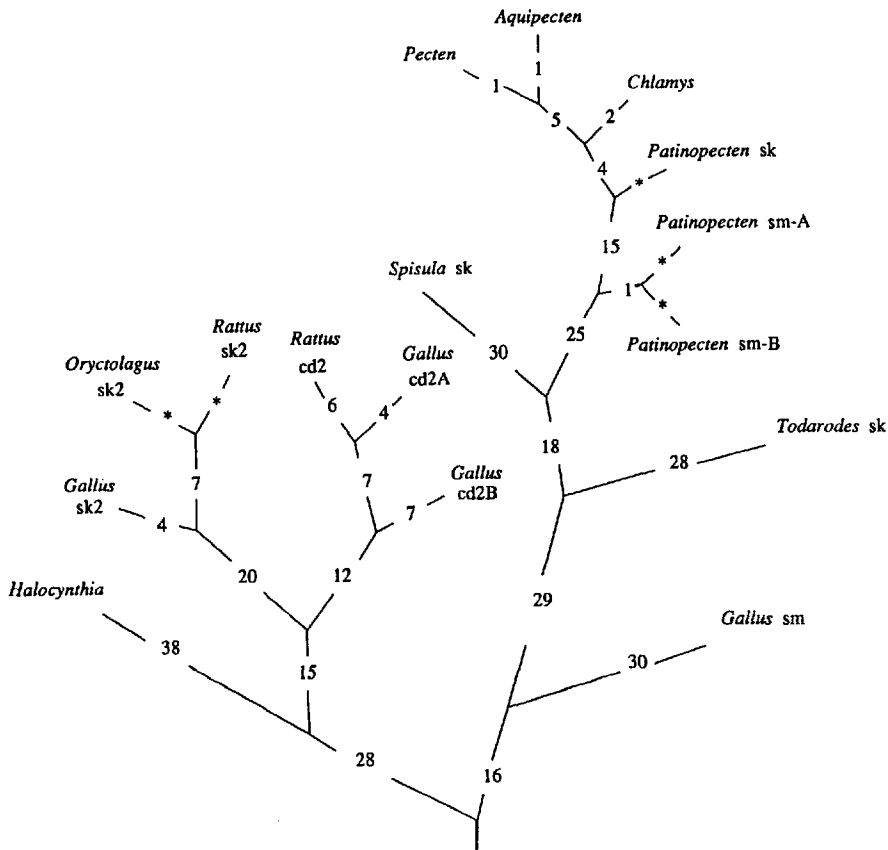 Aquipecten
Pecten
1
1
Chlamys
5
2
Patinopecten sk
4
*
Patinopecten sm-A
15
*
Spisula sk
1
*
Patinopecten sm-B
25
30
Rattus
sk2
Rattus
cd2
Gallus
cd2A
Oryctolagus
sk2
*
*
6
4
Todarodes sk
18
28
7
7
Gallus
sk2
Gallus
cd2B
4
7
20
12
Halocynthia
29
Gallus sm
38
15
30
28
16